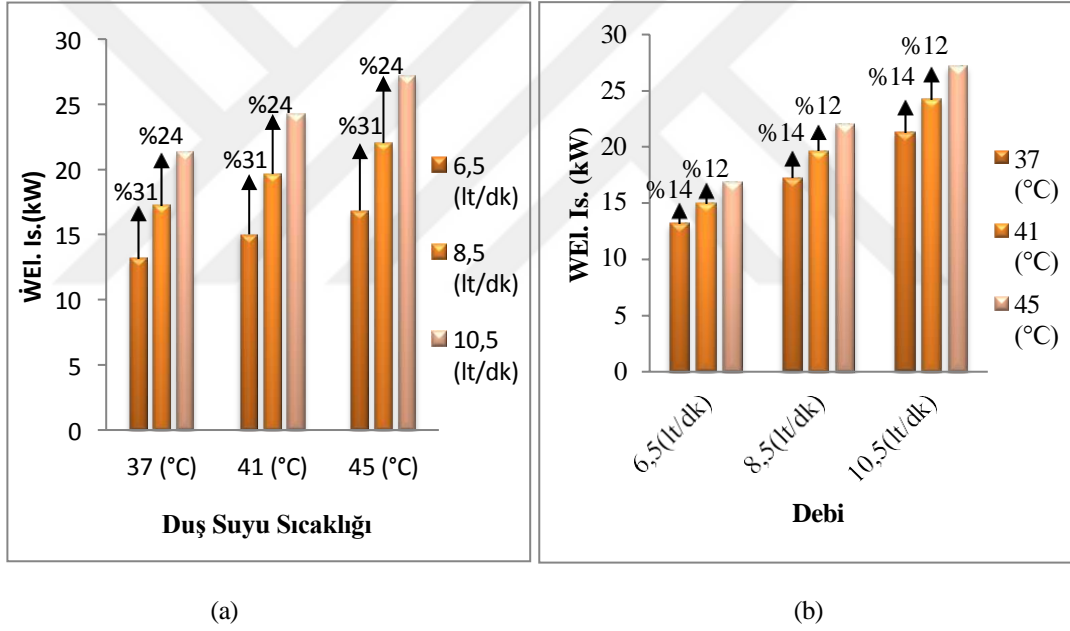 ẆEl. Is.(kW)
30
25
20
15
10
5
0
%31
%24
%31
%24
%31
%24
37 (°C)
41 (°C)
45 (°C)
Duş Suyu Sıcaklığı
6,5
(lt/dk)
8,5
(lt/dk)
10,5
(lt/dk)
(a)
WEl. Is. (kW)
30
25
20
15
10
5
0
%14
%12
%14
%12
%14
%12
6,5(lt/dk)
8,5(lt/dk)
10,5(lt/dk)
Debi
37
(°C)
41
(°C)
45
(°C)
(b)